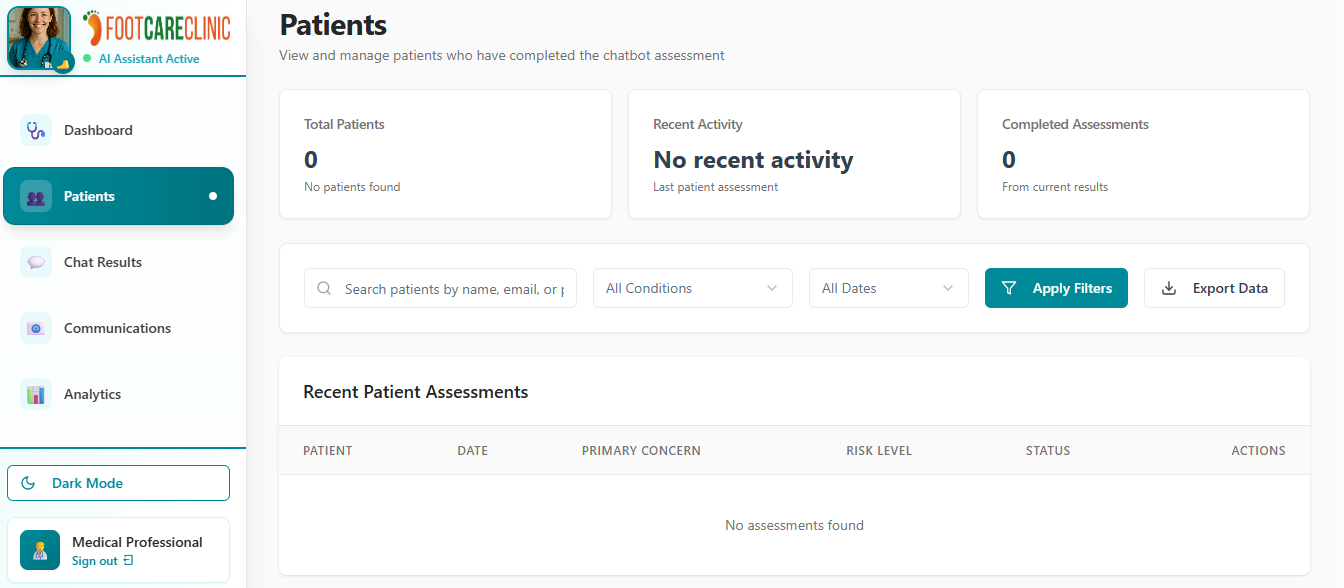 FOOTCARECLINIC
AI Assistant Active
Dashboard
Patients
Chat Results
Communications
Analytics
Dark Mode
Medical Professional
Sign out
Patients
View and manage patients who have completed the chatbot assessment
Total Patients
0
No patients found
Recent Activity
No recent activity
Last patient assessment
Completed Assessments
0
From current results
Search patients by name, email, or p
All Conditions
All Dates
Apply Filters
Export Data
Recent Patient Assessments
PATIENT DATE PRIMARY CONCERN RISK LEVEL STATUS ACTIONS
No assessments found